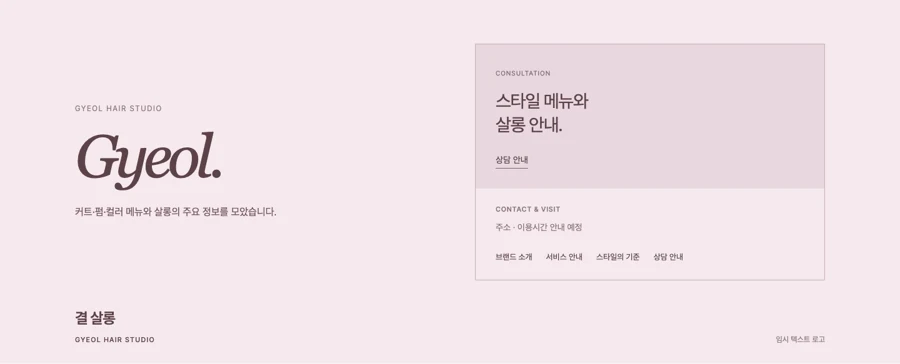 GYEOL HAIR STUDIO
Gyeol.
커트·펌·컬러 메뉴와 살롱의 주요 정보를 모았습니다.
CONSULTATION
스타일 메뉴와
살롱 안내.
상담 안내
CONTACT & VISIT
주소 · 이용시간 안내 예정
브랜드 소개 서비스 안내 스타일의 기준 상담 안내
결 살롱
GYEOL HAIR STUDIO
임시 텍스트 로고